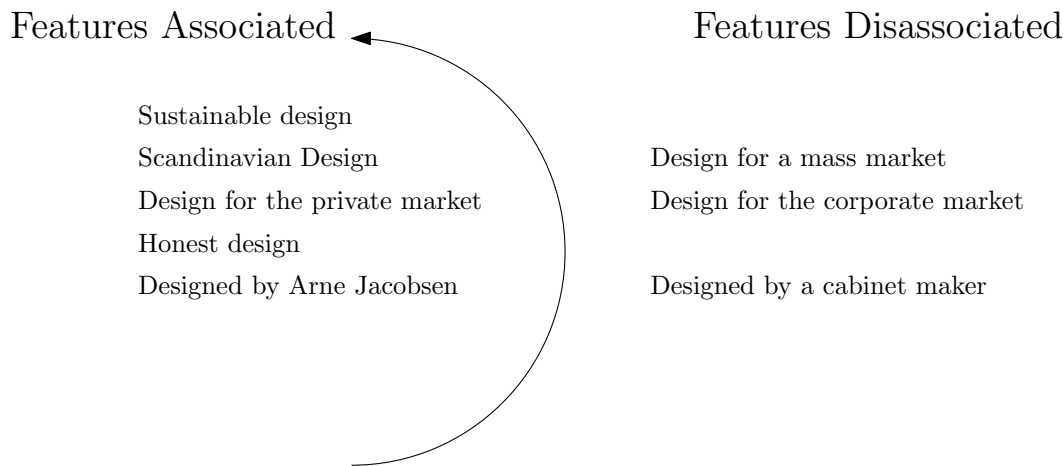 Features Associated
Features Disassociated
Sustainable design
Scandinavian Design
Design for a mass market
Design for the private market
Design for the corporate market
Honest design
Designed by Arne Jacobsen
Designed by a cabinet maker